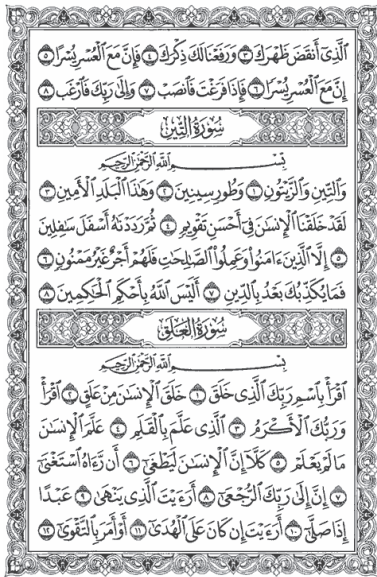 ٱلَّذِىٓ أَنقَضَ ظَهْرَكَ ٣ وَرَفَعْنَا لَكَ ذِكْرَكَ ٤ فَإِنَّ مَعَ ٱلْعُسْرِ يُسْرًا ٥
إِنَّ مَعَ ٱلْعُسْرِ يُسْرًا ٦ فَإِذَا فَرَغْتَ فَٱنصَبْ ٧ وَإِلَىٰ رَبِّكَ فَٱرْغَب ٨
سُورَةُ التِّينِ
بِسْمِ ٱللَّهِ ٱلرَّحْمَٰنِ ٱلرَّحِيمِ
وَٱلتِّينِ وَٱلزَّيْتُونِ ١ وَطُورِ سِينِينَ ٢ وَهَٰذَا ٱلْبَلَدِ ٱلْأَمِينِ ٣
لَقَدْ خَلَقْنَا ٱلْإِنسَٰنَ فِىٓ أَحْسَنِ تَقْوِيمٍ ٤ ثُمَّ رَدَدْنَٰهُ أَسْفَلَ سَٰفِلِينَ
٥ إِلَّا ٱلَّذِينَ ءَامَنُوا۟ وَعَمِلُوا۟ ٱلصَّٰلِحَٰتِ فَلَهُمْ أَجْرٌ غَيْرُ مَمْنُونٍ ٦
فَمَا يُكَذِّبُكَ بَعْدُ بِٱلدِّينِ ٧ أَلَيْسَ ٱللَّهُ بِأَحْكَمِ ٱلْحَٰكِمِينَ ٨
سُورَةُ العَلَقِ
بِسْمِ ٱللَّهِ ٱلرَّحْمَٰنِ ٱلرَّحِيمِ
ٱقْرَأْ بِٱسْمِ رَبِّكَ ٱلَّذِى خَلَقَ ١ خَلَقَ ٱلْإِنسَٰنَ مِنْ عَلَقٍ ٢ ٱقْرَأْ
وَرَبُّكَ ٱلْأَكْرَمُ ٣ ٱلَّذِى عَلَّمَ بِٱلْقَلَمِ ٤ عَلَّمَ ٱلْإِنسَٰنَ
مَا لَمْ يَعْلَمْ ٥ كَلَّآ إِنَّ ٱلْإِنسَٰنَ لَيَطْغَىٰٓ ٦ أَن رَّءَاهُ ٱسْتَغْنَىٰٓ
٧ إِنَّ إِلَىٰ رَبِّكَ ٱلرُّجْعَىٰٓ ٨ أَرَءَيْتَ ٱلَّذِى يَنْهَىٰ ٩ عَبْدًا
إِذَا صَلَّىٰٓ ١٠ أَرَءَيْتَ إِن كَانَ عَلَى ٱلْهُدَىٰٓ ١١ أَوْ أَمَرَ بِٱلتَّقْوَىٰٓ ١٢